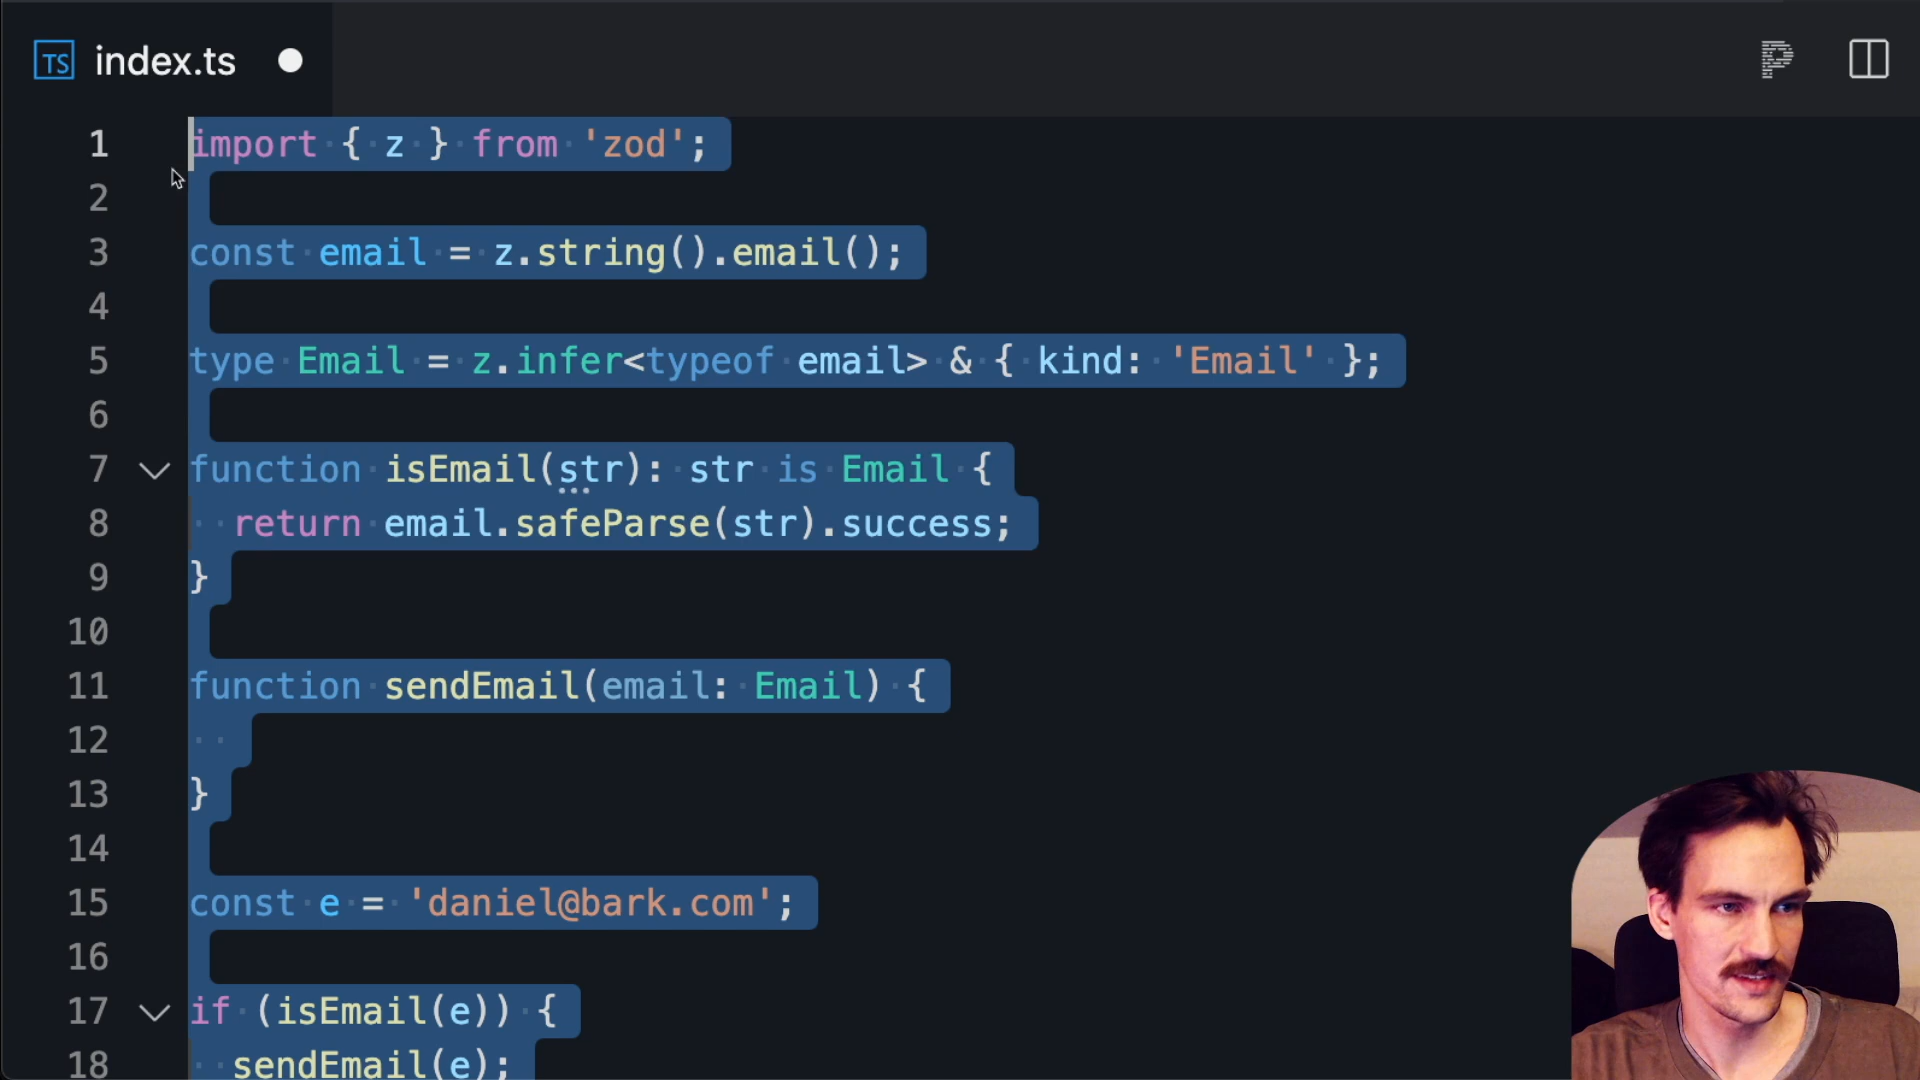 TS index.ts
1 import { z } from 'zod';
2
3 const email = z.string().email();
4
5 type Email = z.infer<typeof email> & { kind: 'Email' };
6
7 function isEmail(str): str is Email {
8 return email.safeParse(str).success;
9 }
10
11 function sendEmail(email: Email) {
12
13 }
14
15 const e = 'daniel@bark.com';
16
17 if (isEmail(e)) {
18 sendEmail(e);